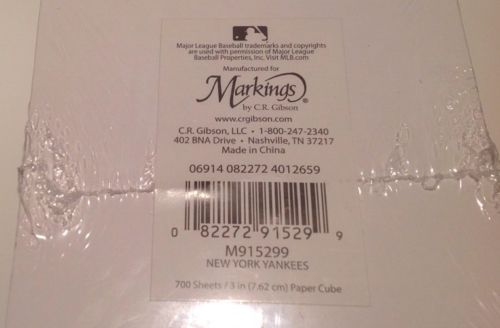 Major League Baseball trademarks and copyrights
are used with permission of Major League
Baseball Properties, Inc. Visit MLB.com
Manufactured for
Markings®
by C.R. Gibson
www.crgibson.com
C.R. Gibson, LLC • 1-800-247-2340
402 BNA Drive • Nashville, TN 37217
Made in China
06914 082272 4012659
0 82272 91529 9
M915299
NEW YORK YANKEES
700 Sheets / 3 in (7.62 cm) Paper Cube